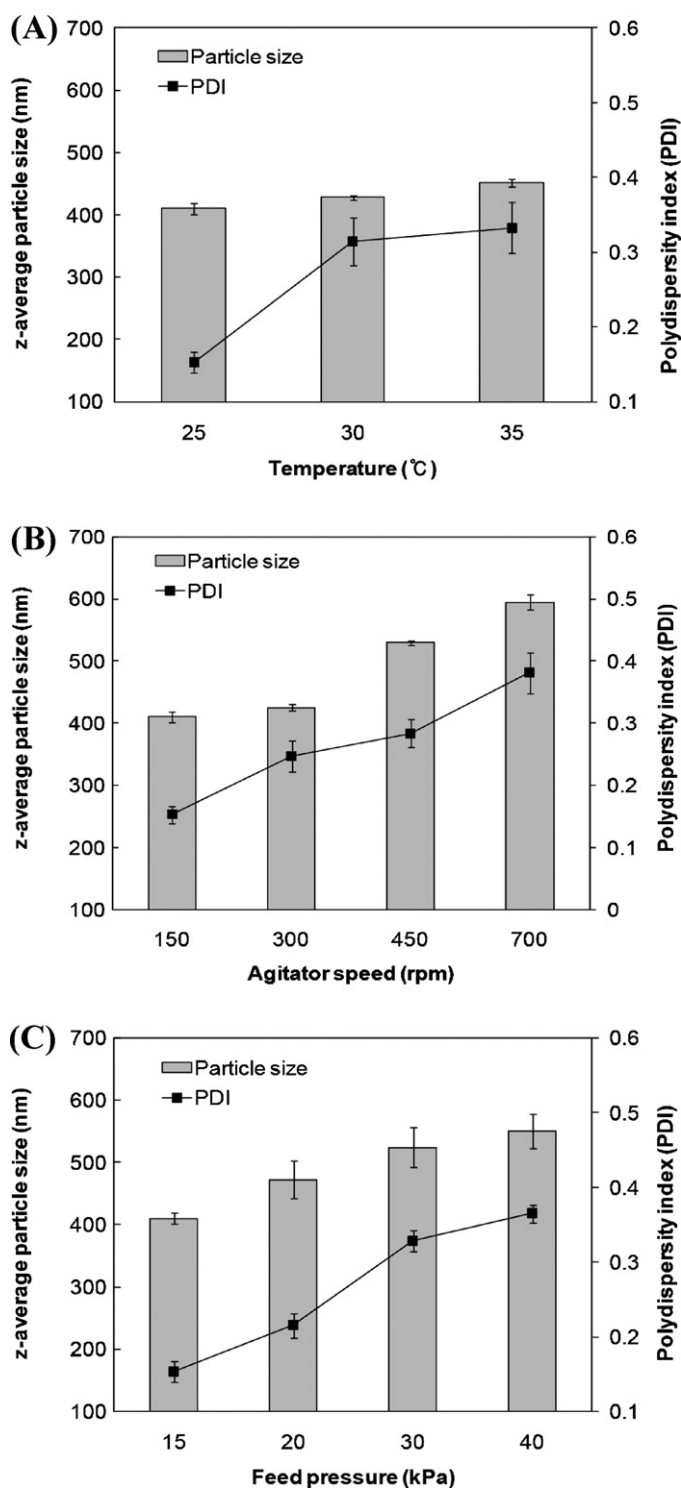 (A)
700
600
500
400
300
200
100
z-average particle size (nm)
Particle size
PDI
0.6
0.5
0.4
0.3
0.2
0.1
Polydispersity index (PDI)
25 30 35
Temperature (℃)
(B)
700
600
500
400
300
200
100
z-average particle size (nm)
Particle size
PDI
0.6
0.5
0.4
0.3
0.2
0.1
0
Polydispersity index (PDI)
150 300 450 700
Agitator speed (rpm)
(C)
700
600
500
400
300
200
100
z-average particle size (nm)
Particle size
PDI
0.6
0.5
0.4
0.3
0.2
0.1
Polydispersity index (PDI)
15 20 30 40
Feed pressure (kPa)